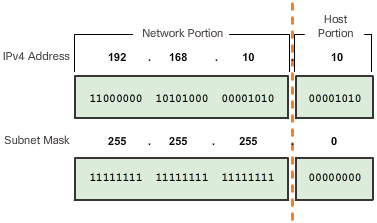 Network Portion
Host
Portion
IPv4 Address 192 . 168 . 10 . 10
11000000 10101000 00001010 00001010
Subnet Mask 255 . 255 . 255 . 0
11111111 11111111 11111111 00000000